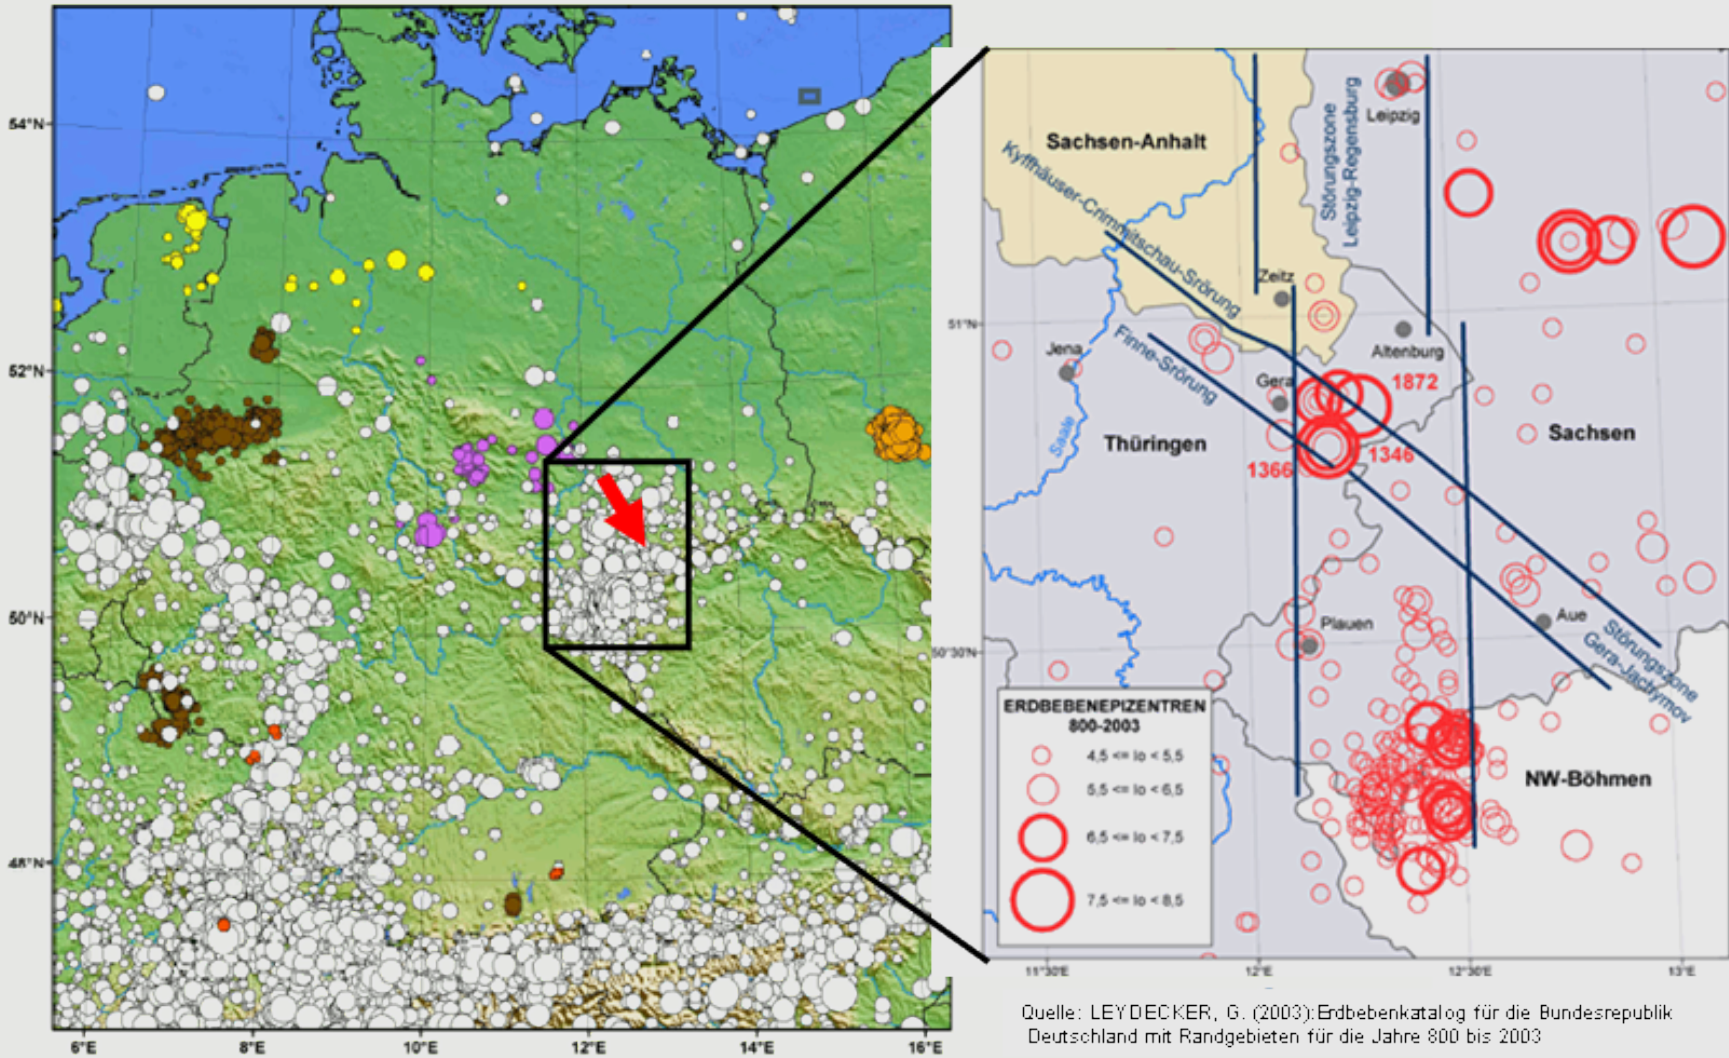 54°N
52°N
50°N
48°N
6°E
8°E
10°E
12°E
14°E
16°E
Sachsen-Anhalt
Leipzig
Störungszone
Leipzig-Regensburg
Kyffhäuser-Crimmitschau-Srörung
Zeitz
51°N
Jena
Altenburg
Finne-Srörung
Gera
1872
Saale
Thüringen
Sachsen
1366
1346
Plauen
Aue
50°30'N
Störungszone
Gera-Jachymov
ERDBEBENEPIZENTREN
800-2003
4,5 <= Io < 5,5
5,5 <= Io < 6,5
6,5 <= Io < 7,5
7,5 <= Io < 8,5
NW-Böhmen
11°30'E
12°E
12°30'E
13°E
Quelle: LEYDECKER, G. (2003):Erdbebenkatalog für die Bundesrepublik
Deutschland mit Randgebieten für die Jahre 800 bis 2003